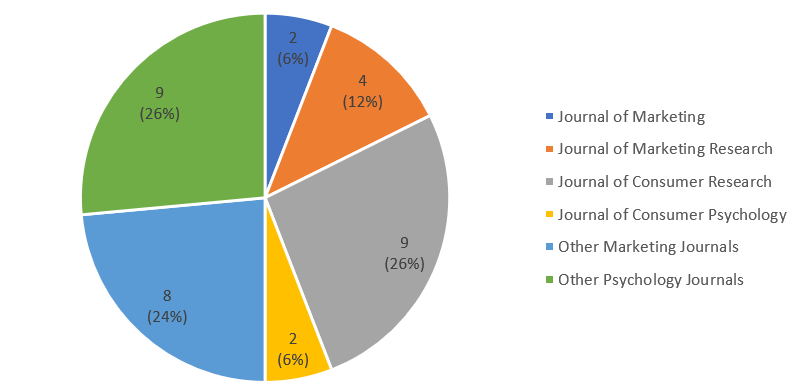 2
(6%)
4
(12%)
9
(26%)
2
(6%)
8
(24%)
9
(26%)
Journal of Marketing
Journal of Marketing Research
Journal of Consumer Research
Journal of Consumer Psychology
Other Marketing Journals
Other Psychology Journals